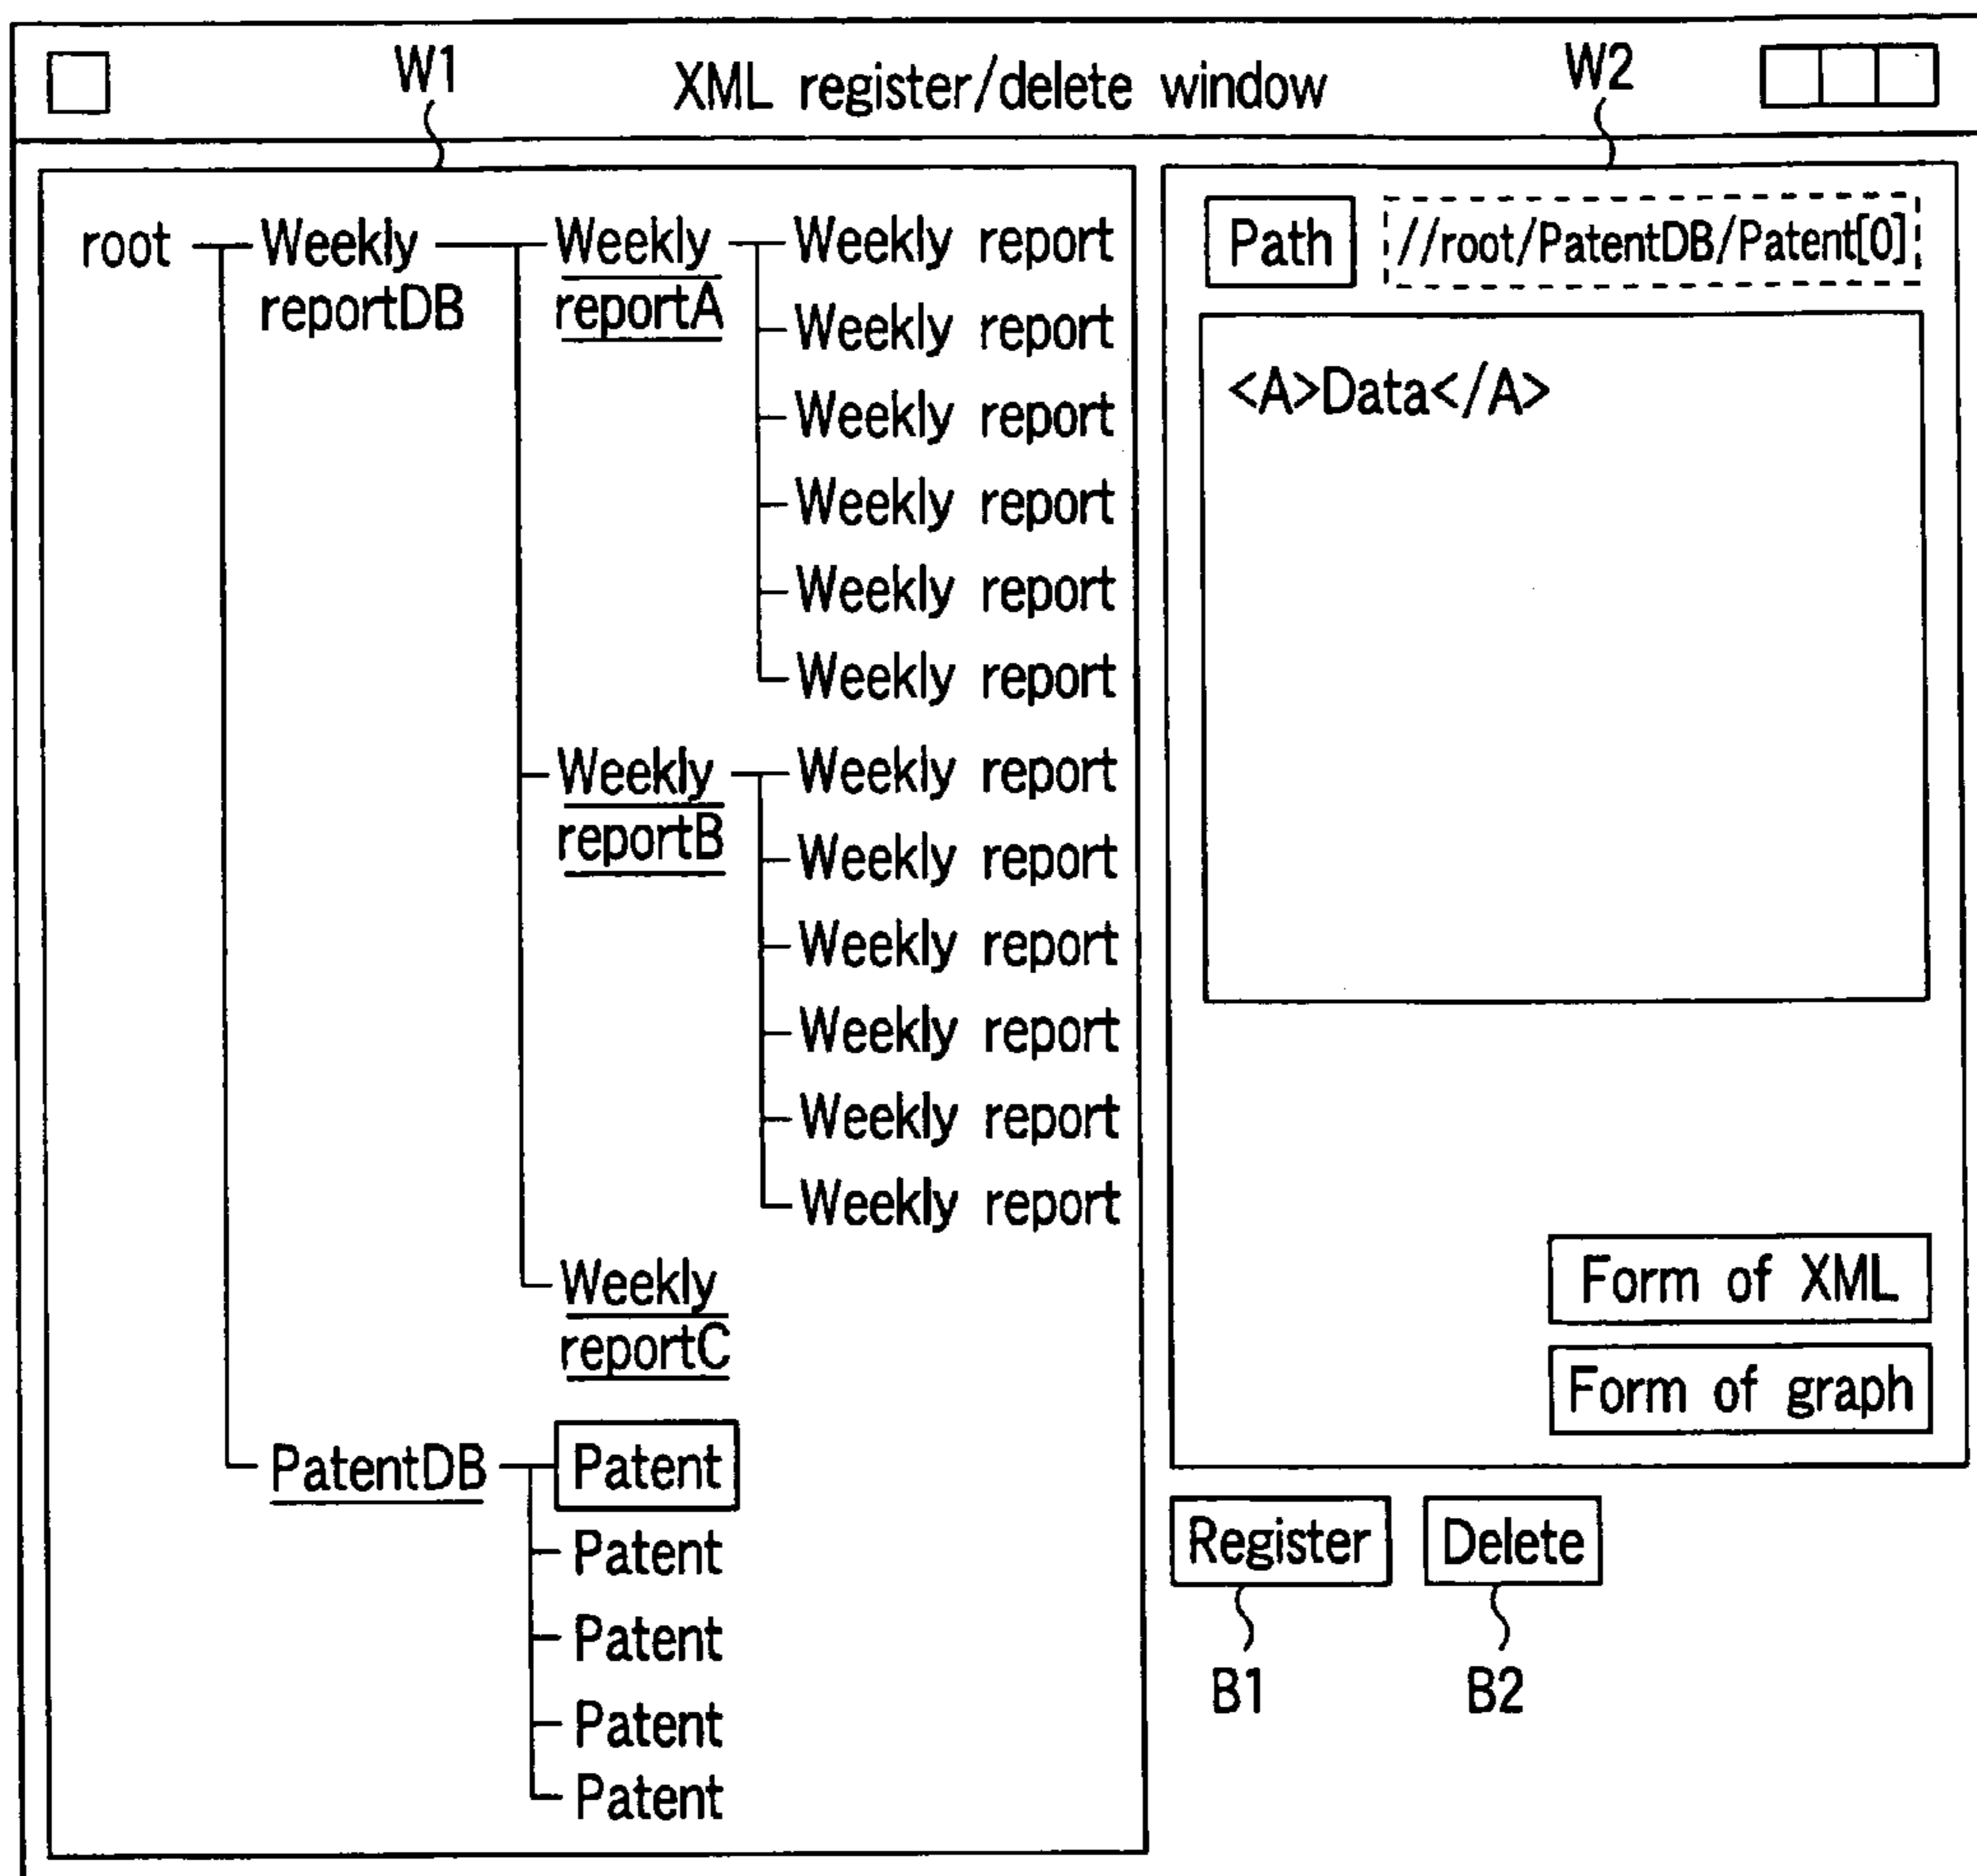 W1
XML register/delete window
W2
root
Weekly
reportDB
Weekly
reportA
Weekly report
Weekly report
Weekly report
Weekly report
Weekly report
Weekly report
Weekly
reportB
Weekly report
Weekly report
Weekly report
Weekly report
Weekly report
Weekly report
Weekly
reportC
PatentDB
Patent
Patent
Patent
Patent
Patent
Path
//root/PatentDB/Patent[0]
<A>Data</A>
Form of XML
Form of graph
Register
Delete
B1
B2